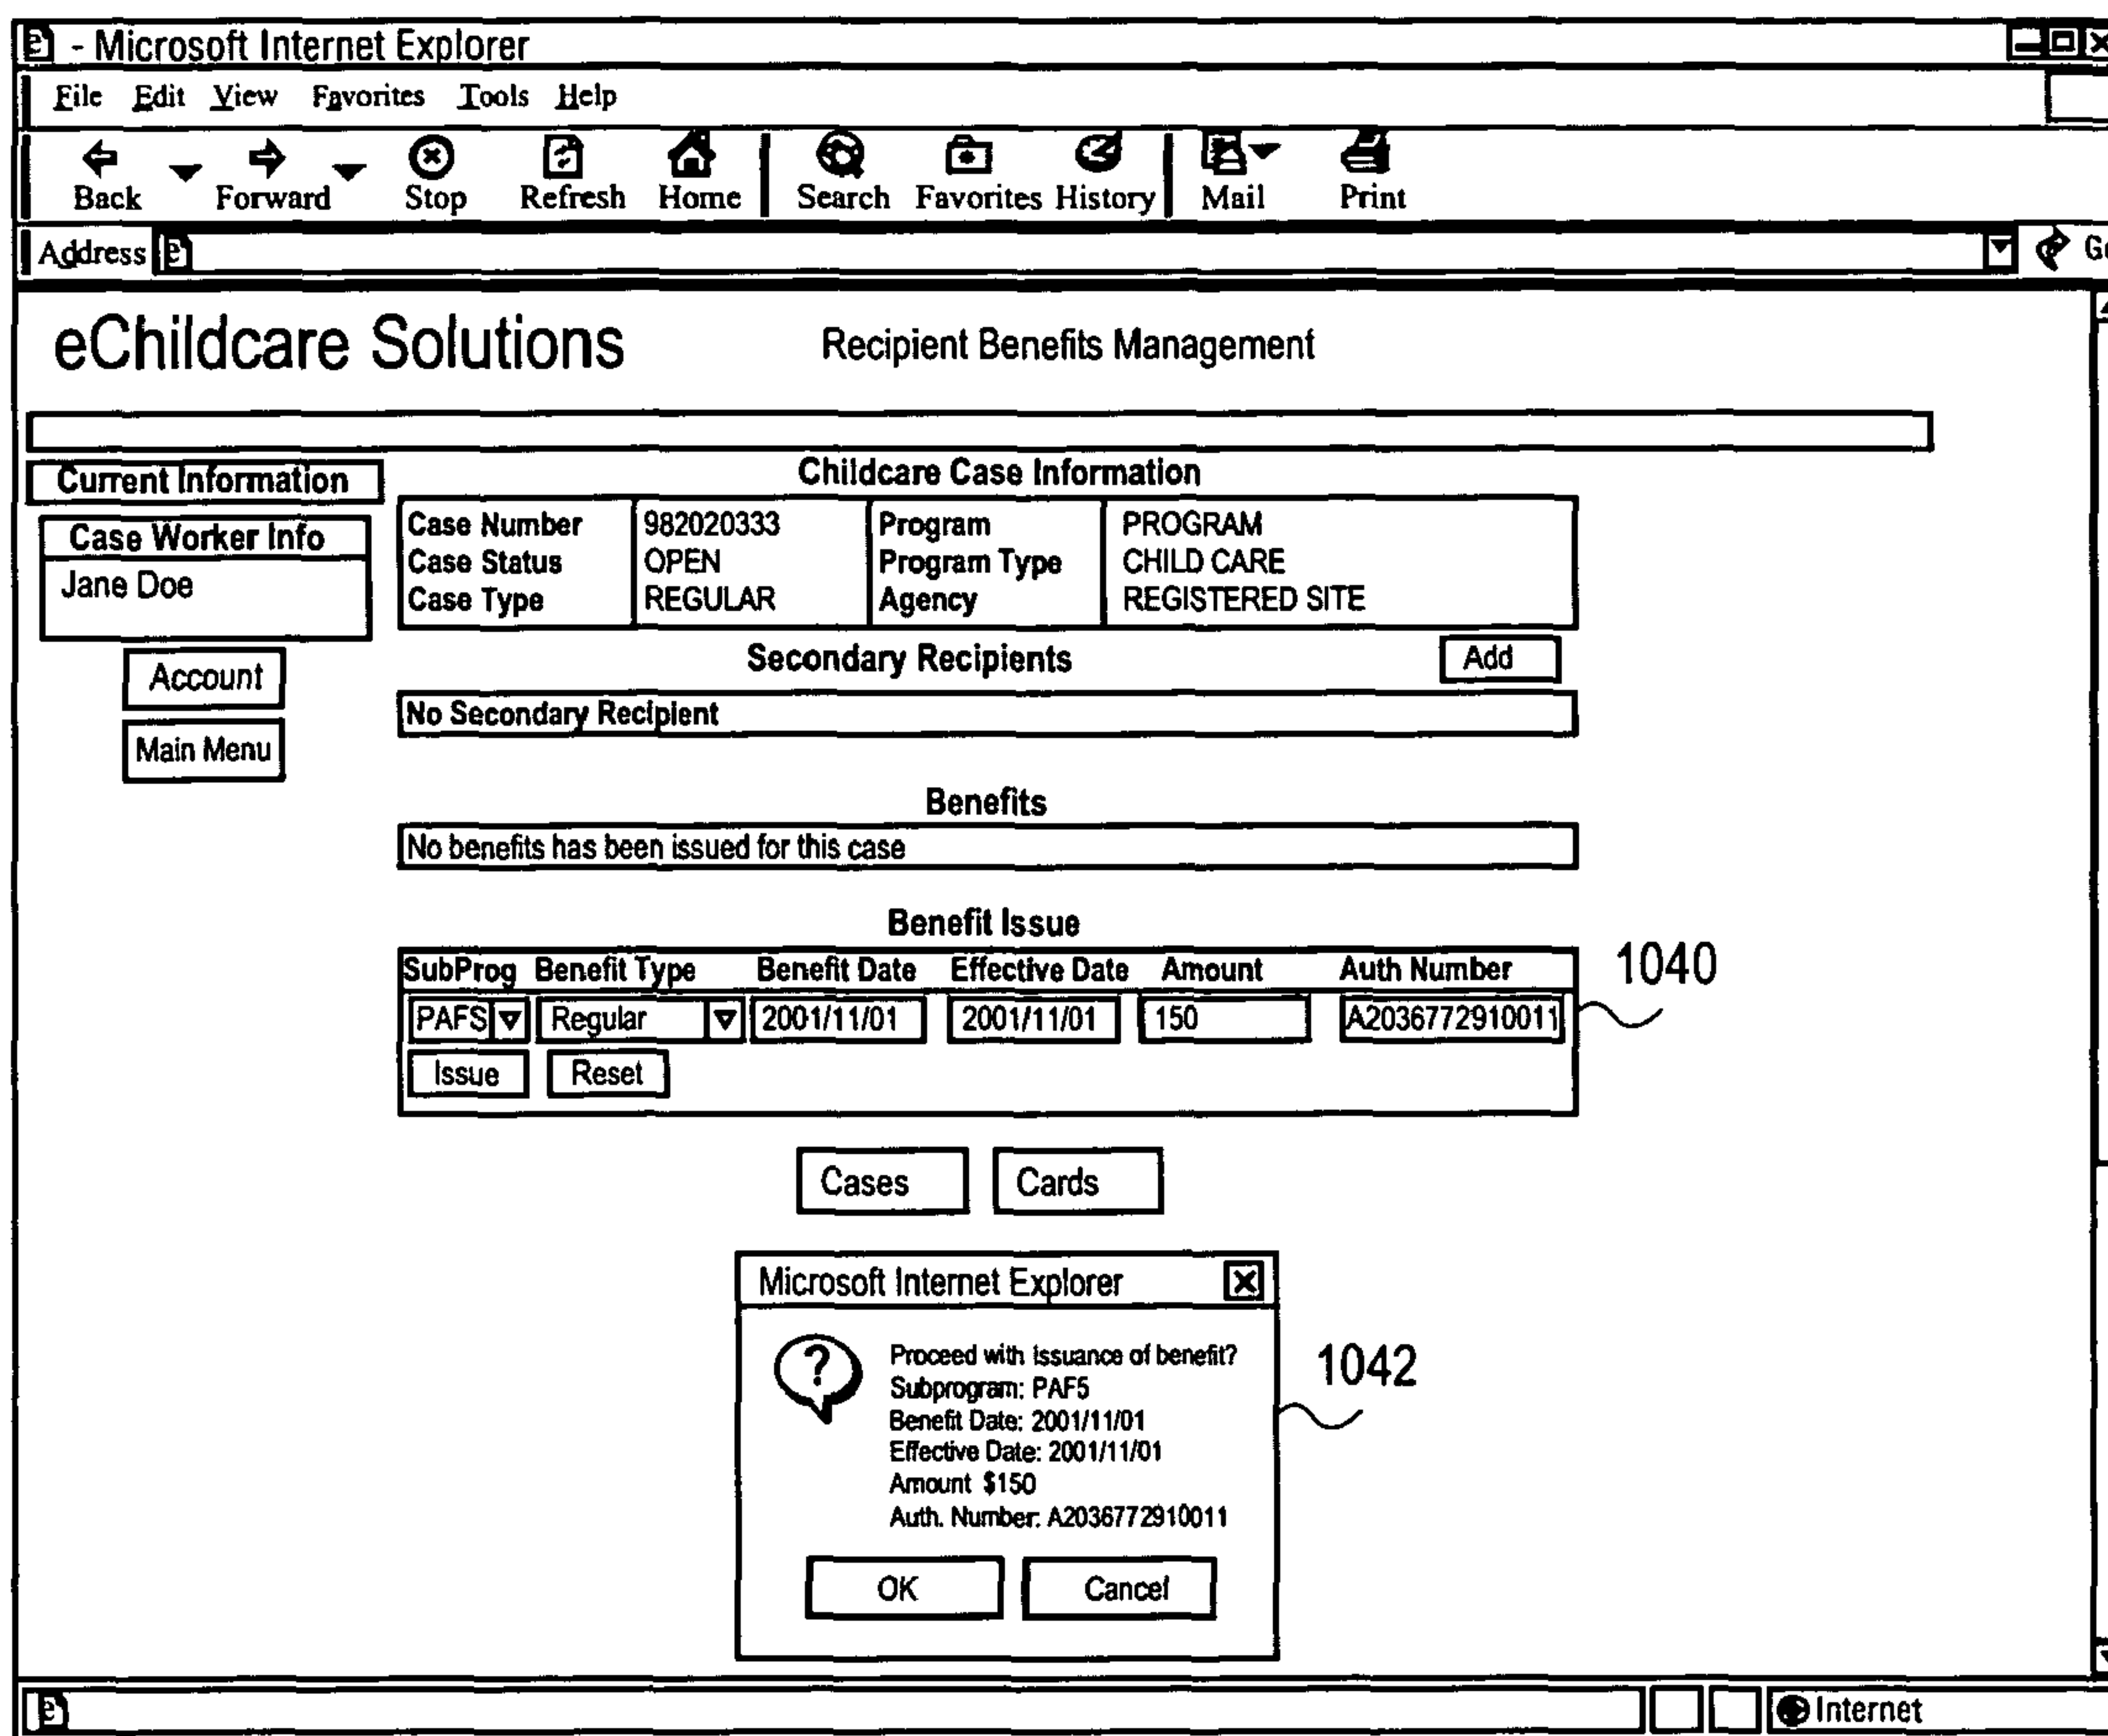 - Microsoft Internet Explorer
File Edit View Favorites Tools Help
Back Forward Stop Refresh Home Search Favorites History Mail Print
Address Go
eChildcare Solutions Recipient Benefits Management
Current Information
Case Worker Info
Jane Doe
Account
Main Menu
Childcare Case Information
Case Number 982020333 Program PROGRAM
Case Status OPEN Program Type CHILD CARE
Case Type REGULAR Agency REGISTERED SITE
Secondary Recipients Add
No Secondary Recipient
Benefits
No benefits has been issued for this case
Benefit Issue
SubProg Benefit Type Benefit Date Effective Date Amount Auth Number
PAFS Regular 2001/11/01 2001/11/01 150 A2036772910011
1040
Issue Reset
Cases Cards
Microsoft Internet Explorer
?
Proceed with issuance of benefit?
Subprogram: PAF5
Benefit Date: 2001/11/01
Effective Date: 2001/11/01
Amount $150
Auth. Number: A2036772910011
1042
OK Cancel
Internet